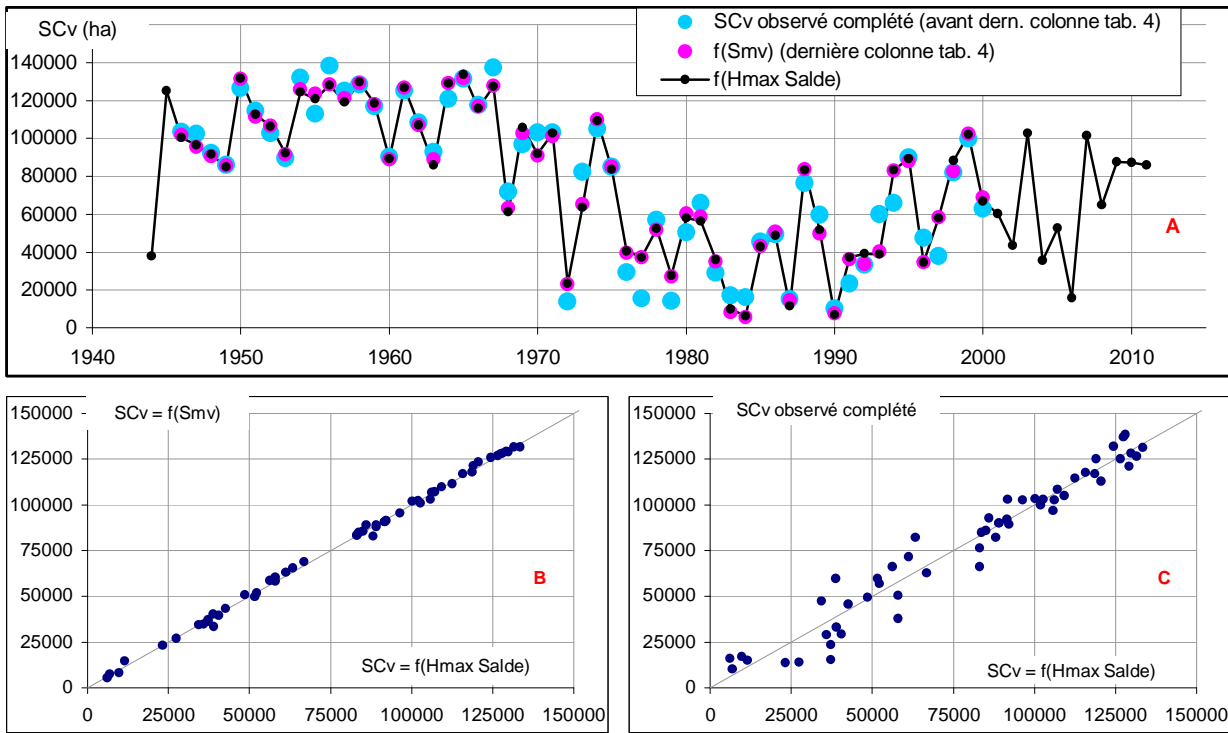 SCv (ha)
SCv observé complété (avant dern. colonne tab. 4)
f(Smv) (dernière colonne tab. 4)
f(Hmax Salde)
140000
120000
100000
80000
60000
40000
20000
0
A
1940 1950 1960 1970 1980 1990 2000 2010
SCv = f(Smv)
150000
125000
100000
75000
50000
25000
0
B
SCv = f(Hmax Salde)
0 25000 50000 75000 100000 125000 150000
SCv observé complété
150000
125000
100000
75000
50000
25000
0
C
SCv = f(Hmax Salde)
0 25000 50000 75000 100000 125000 150000